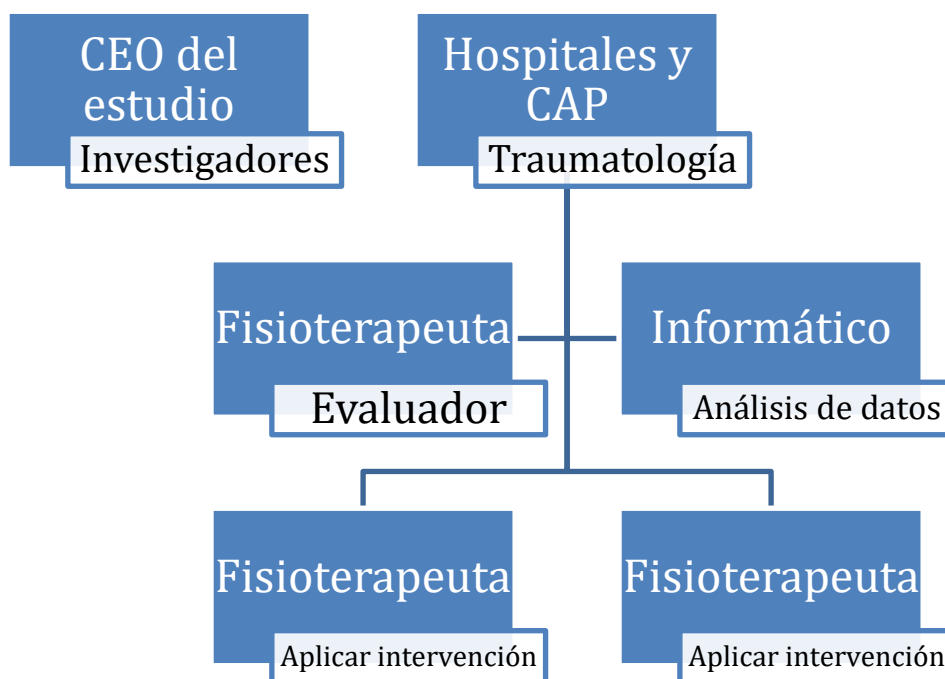 CEO del
estudio
Investigadores
Hospitales y
CAP
Traumatología
Fisioterapeuta
Evaluador
Informático
Análisis de datos
Fisioterapeuta
Aplicar intervención
Fisioterapeuta
Aplicar intervención